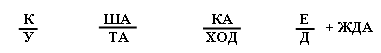 К ША КА Е
У ТА ХОД Д + ЖДА